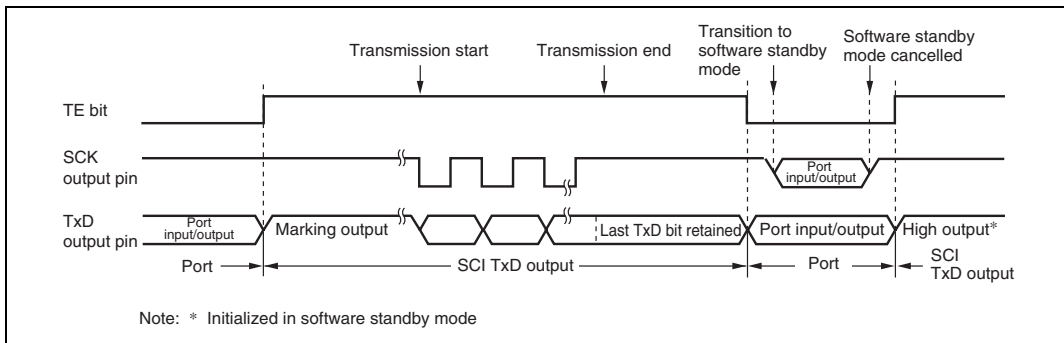 Transmission start
Transmission end
Transition to
software standby
mode
Software standby
mode cancelled
TE bit
SCK
output pin
Port
input/output
TxD
output pin
Port
input/output
Marking output
Last TxD bit retained
Port input/output
High output*
Port
SCI TxD output
Port
SCI
TxD output
Note: * Initialized in software standby mode